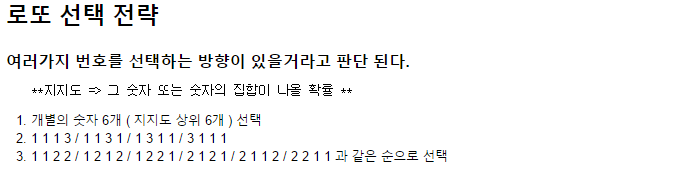 로또 선택 전략
여러가지 번호를 선택하는 방향이 있을거라고 판단 된다.
**지지도 => 그 숫자 또는 숫자의 집합이 나올 확률 **
1. 개별의 숫자 6개 ( 지지도 상위 6개 ) 선택
2. 1 1 1 3 / 1 1 3 1 / 1 3 1 1 / 3 1 1 1
3. 1 1 2 2 / 1 2 1 2 / 1 2 2 1 / 2 1 2 1 / 2 1 1 2 / 2 2 1 1 과 같은 순으로 선택